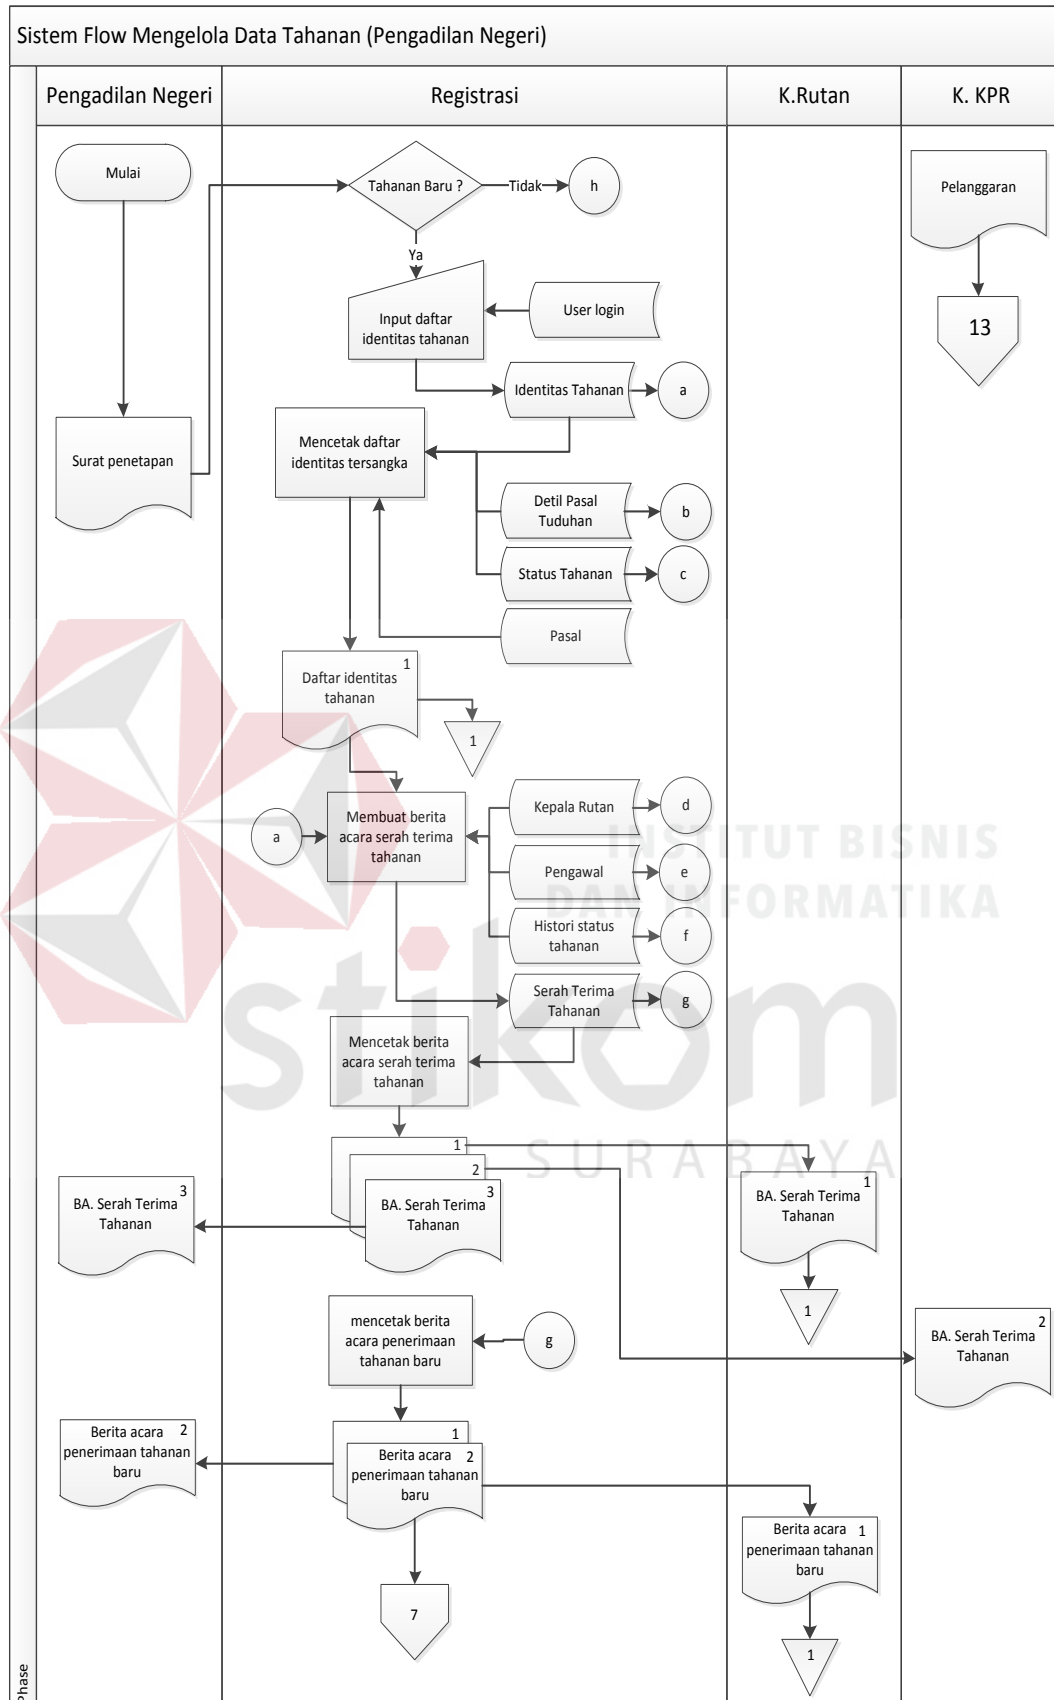 Sistem Flow Mengelola Data Tahanan (Pengadilan Negeri)
Pengadilan Negeri
Registrasi
K.Rutan
K. KPR
Mulai
Tahanan Baru ?
Tidak
h
Pelanggaran
Ya
Input daftar
identitas tahanan
User login
13
Identitas Tahanan
a
Surat penetapan
Mencetak daftar
identitas tersangka
Detil Pasal
Tuduhan
b
Status Tahanan
c
Pasal
1
Daftar identitas
tahanan
1
Membuat berita
acara serah terima
tahanan
a
Kepala Rutan
d
Pengawal
e
Histori status
tahanan
f
Serah Terima
Tahanan
g
INSTITUT BISNIS
DAN INFORMATIKA
stikom
SURABAYA
Mencetak berita
acara serah terima
tahanan
1
2
3
BA. Serah Terima
Tahanan
3
BA. Serah Terima
Tahanan
1
BA. Serah Terima
Tahanan
1
2
BA. Serah Terima
Tahanan
mencetak berita
acara penerimaan
tahanan baru
g
1
Berita acara 2
penerimaan tahanan
baru
Berita acara 2
penerimaan tahanan
baru
Berita acara 1
penerimaan tahanan
baru
7
1
Phase